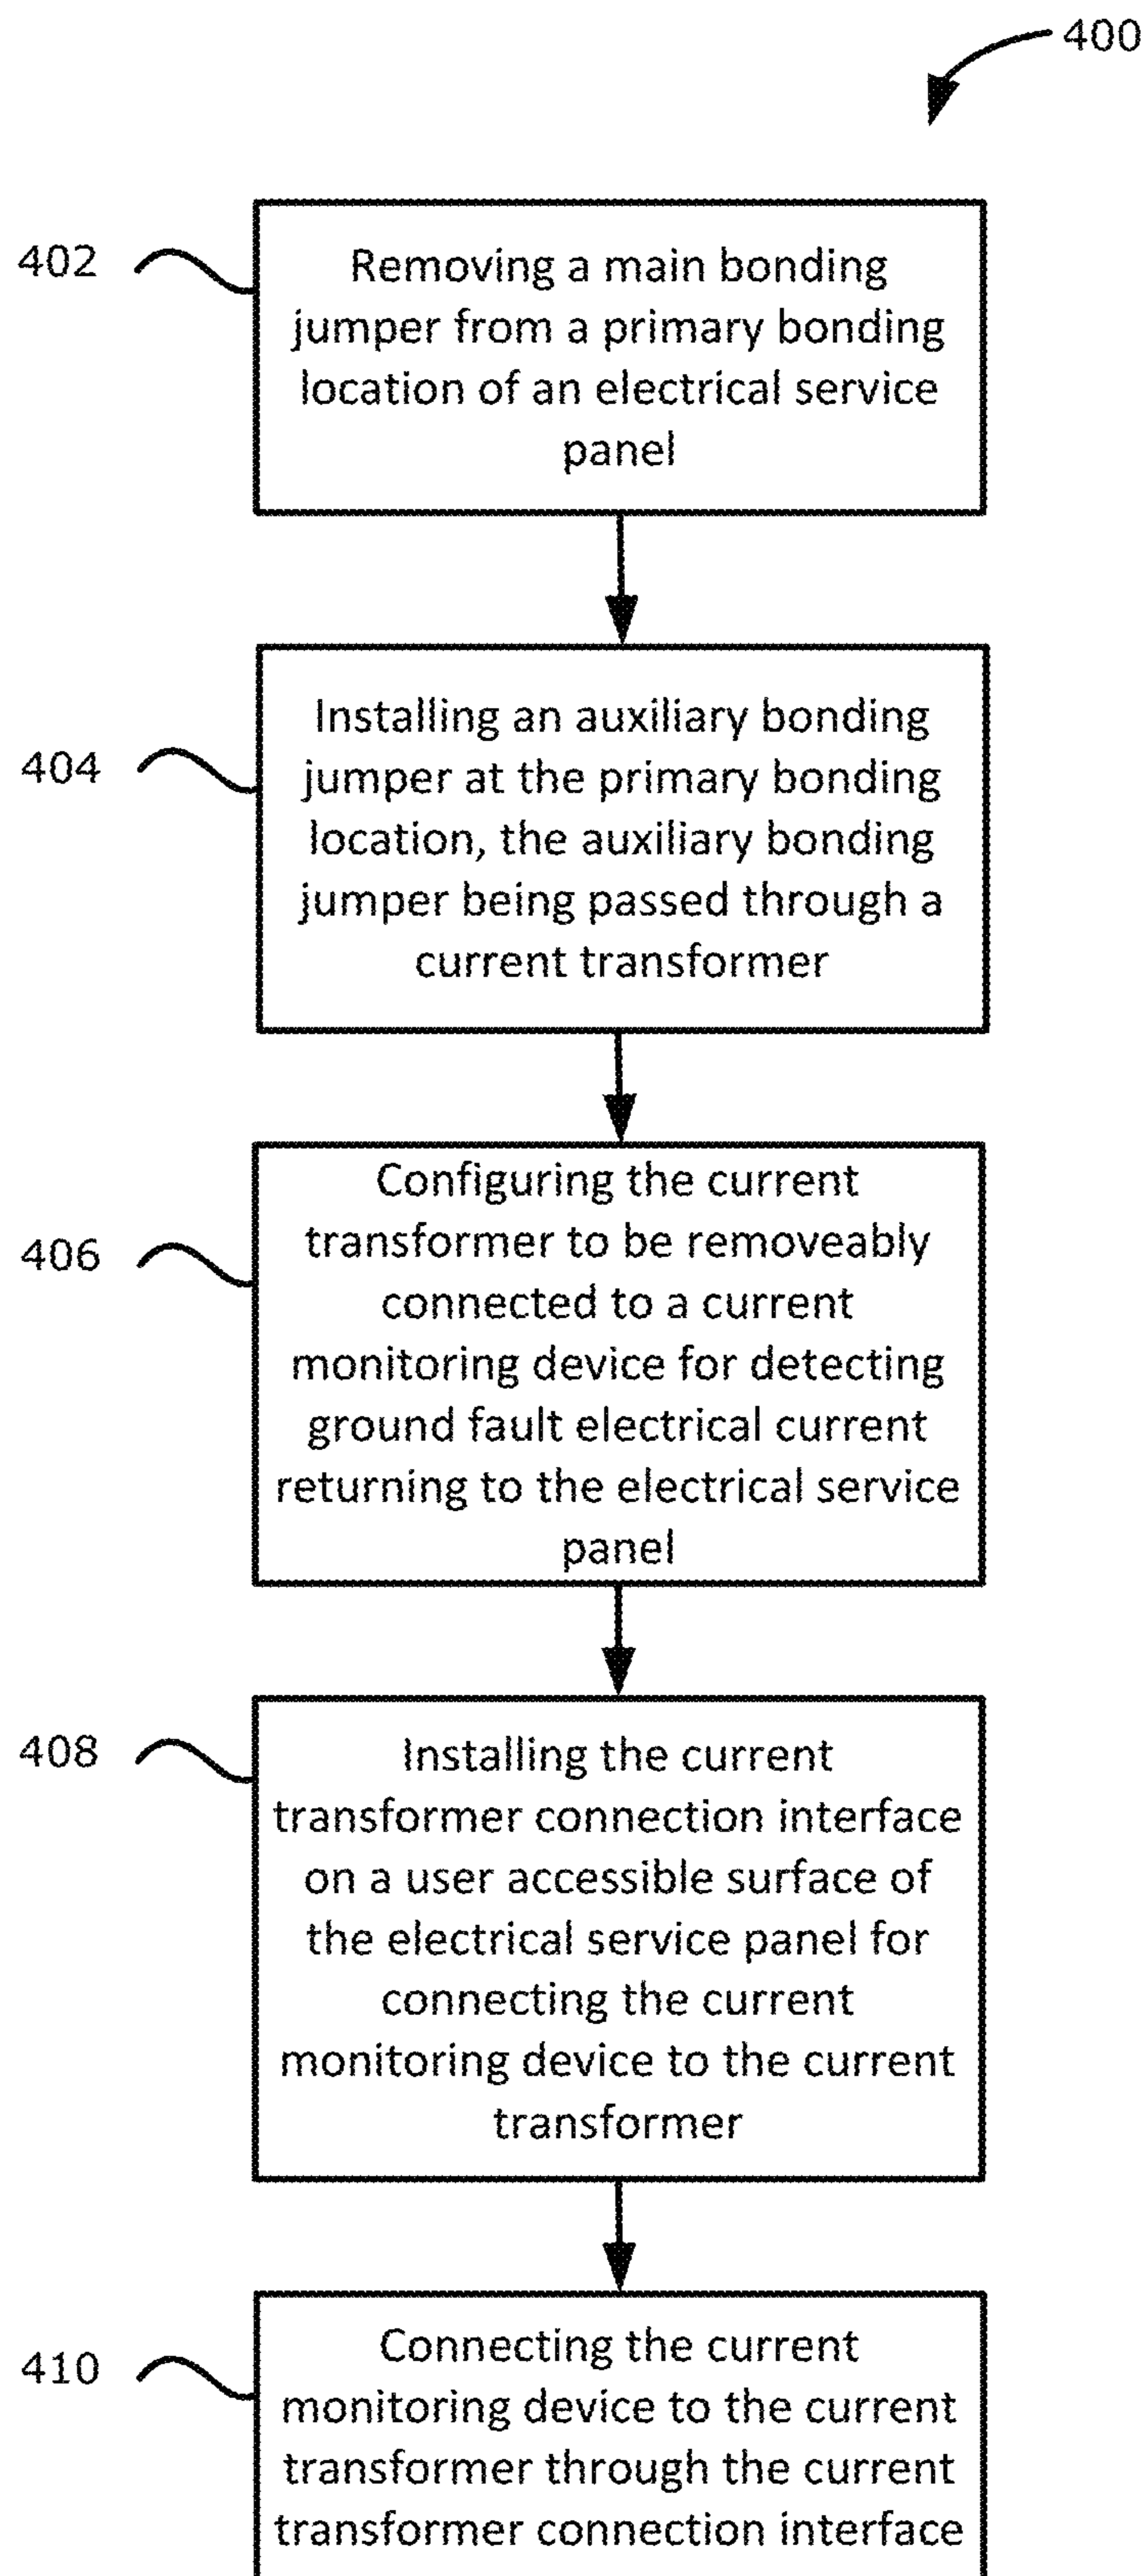 400
402
Removing a main bonding
jumper from a primary bonding
location of an electrical service
panel
404
Installing an auxiliary bonding
jumper at the primary bonding
location, the auxiliary bonding
jumper being passed through a
current transformer
406
Configuring the current
transformer to be removeably
connected to a current
monitoring device for detecting
ground fault electrical current
returning to the electrical service
panel
408
Installing the current
transformer connection interface
on a user accessible surface of
the electrical service panel for
connecting the current
monitoring device to the current
transformer
410
Connecting the current
monitoring device to the current
transformer through the current
transformer connection interface